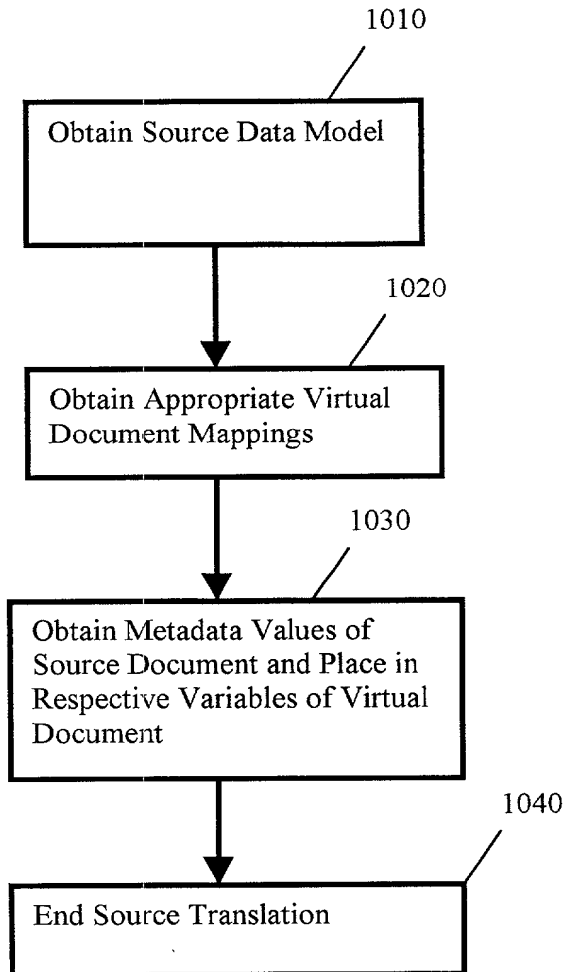 1010
Obtain Source Data Model
1020
Obtain Appropriate Virtual
Document Mappings
1030
Obtain Metadata Values of
Source Document and Place in
Respective Variables of Virtual
Document
1040
End Source Translation